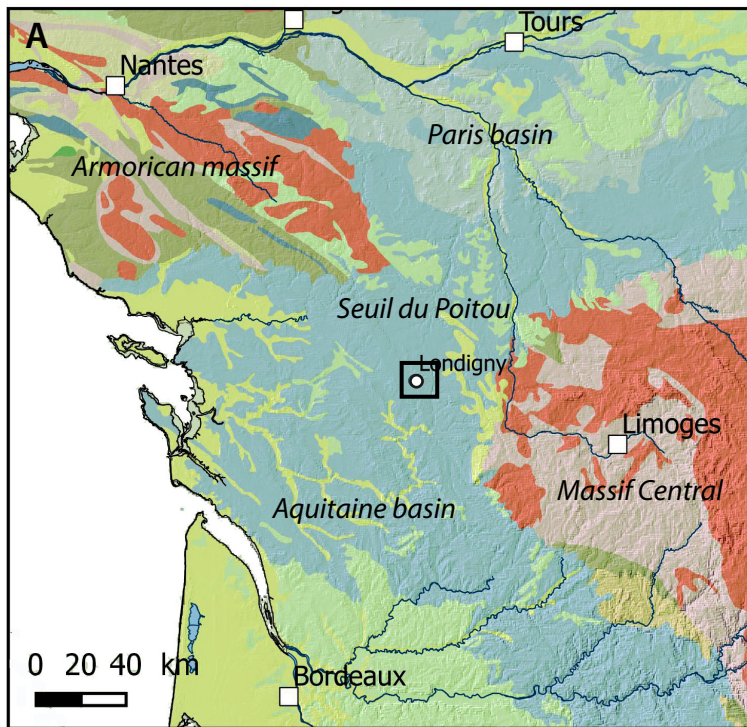 A
Tours
Nantes
Paris basin
Armorican massif
Seuil du Poitou
Londigny
Limoges
Massif Central
Aquitaine basin
0 20 40 km
Bordeaux